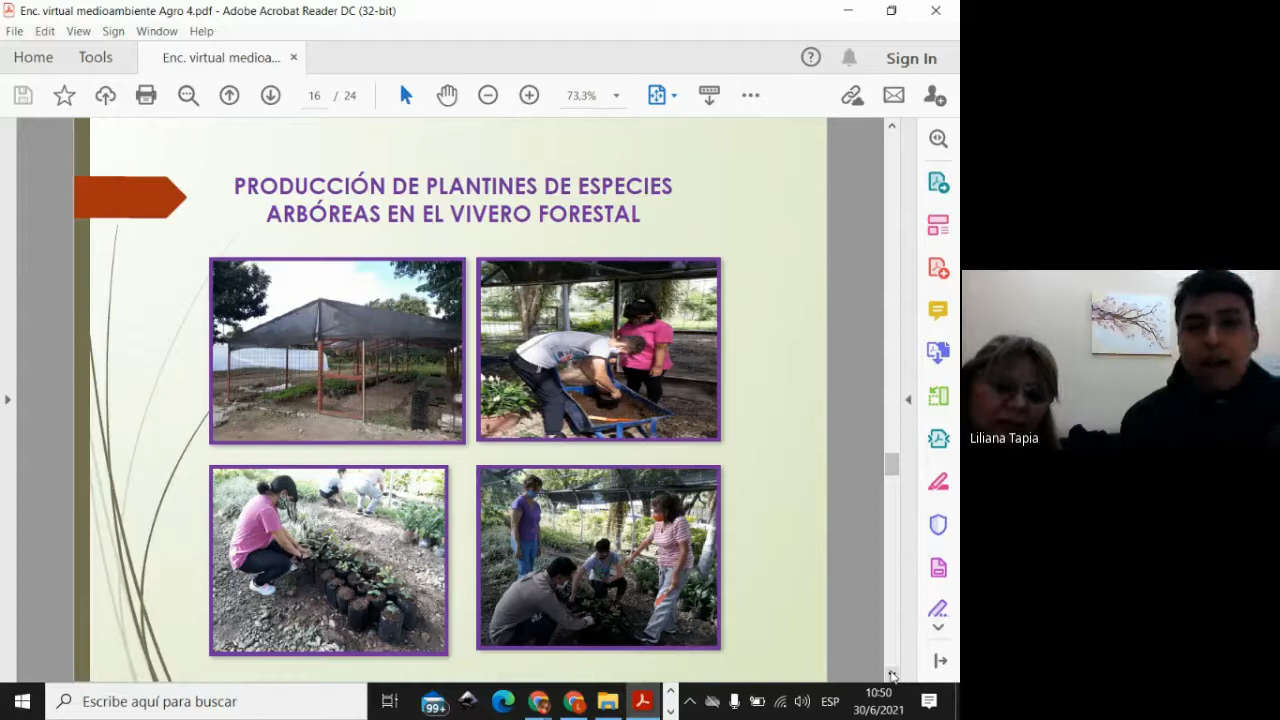 Enc. virtual medioambiente Agro 4.pdf - Adobe Acrobat Reader DC (32-bit)
File Edit View Sign Window Help
Home Tools Enc. virtual medioa... × Sign In
16 / 24 73,3%
PRODUCCIÓN DE PLANTINES DE ESPECIES
ARBÓREAS EN EL VIVERO FORESTAL
Liliana Tapia
Escribe aquí para buscar
99+
ESP
10:50
30/6/2021